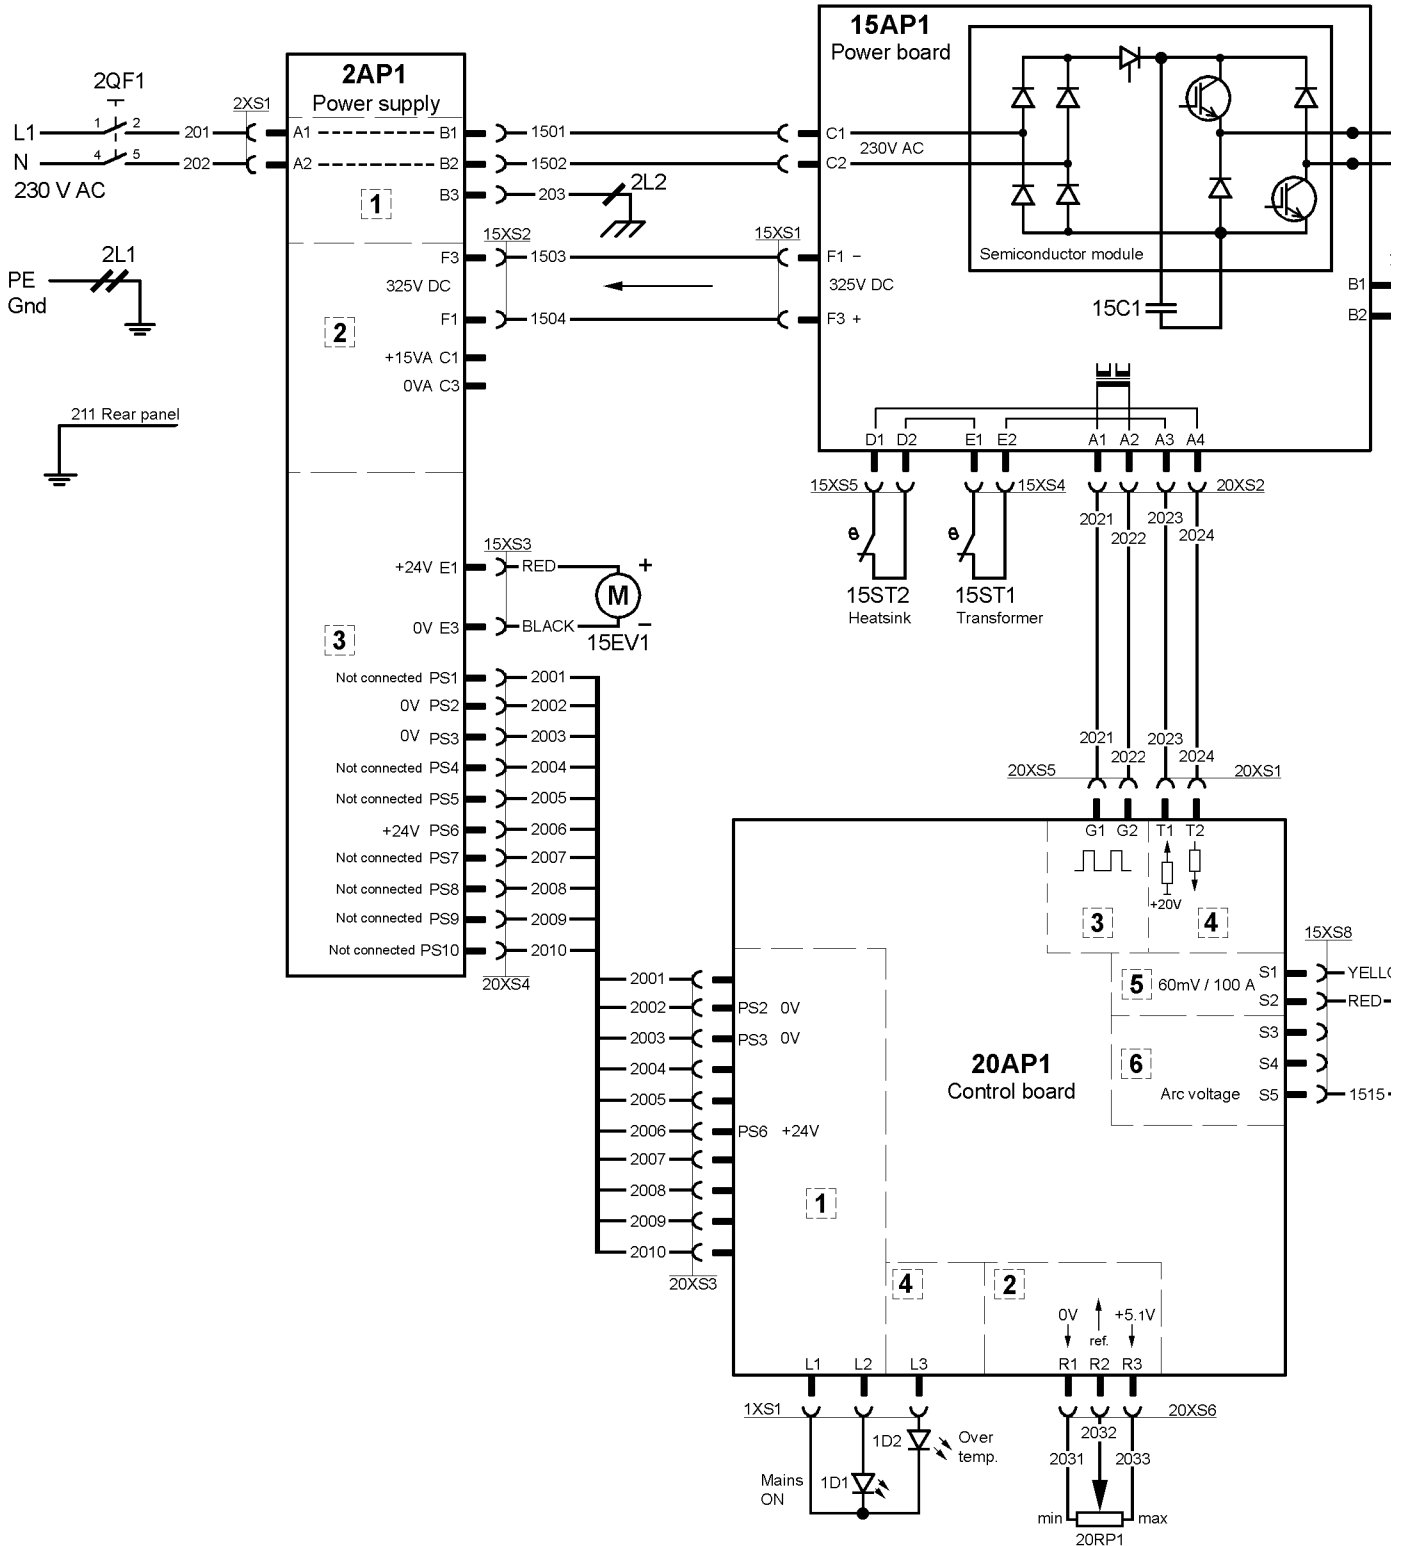 2AP1
Power supply
2QF1
2XS1
L1
1
2
201
A1
B1
1501
N
4
5
202
A2
B2
1502
230 V AC
1
B3
203
2L2
15XS2
15XS1
F3
1503
325V DC
2
F1
1504
+15VA C1
0VA C3
PE
Gnd
2L1
211 Rear panel
15XS3
+24V E1
RED
+
M
0V E3
BLACK
–
15EV1
3
Not connected PS1
2001
0V PS2
2002
0V PS3
2003
Not connected PS4
2004
Not connected PS5
2005
+24V PS6
2006
Not connected PS7
2007
Not connected PS8
2008
Not connected PS9
2009
Not connected PS10
2010
20XS4
15AP1
Power board
C1
230V AC
C2
Semiconductor module
F1 –
325V DC
F3 +
15C1
B1
B2
D1
D2
E1
E2
A1
A2
A3
A4
15XS5
15XS4
20XS2
2021
2022
2023
2024
15ST2
Heatsink
15ST1
Transformer
2021
2022
2023
2024
20XS5
20XS1
G1
G2
T1
T2
+20V
3
4
15XS8
5
60mV / 100 A
S1
YELLO
S2
RED
S3
6
S4
Arc voltage
S5
1515
20AP1
Control board
2001
2002
PS2 0V
2003
PS3 0V
2004
2005
2006
PS6 +24V
2007
2008
2009
2010
20XS3
1
4
2
0V
ref.
+5.1V
L1
L2
L3
R1
R2
R3
1XS1
20XS6
1D2
Over
temp.
Mains
ON
1D1
2031
2032
2033
min
max
20RP1